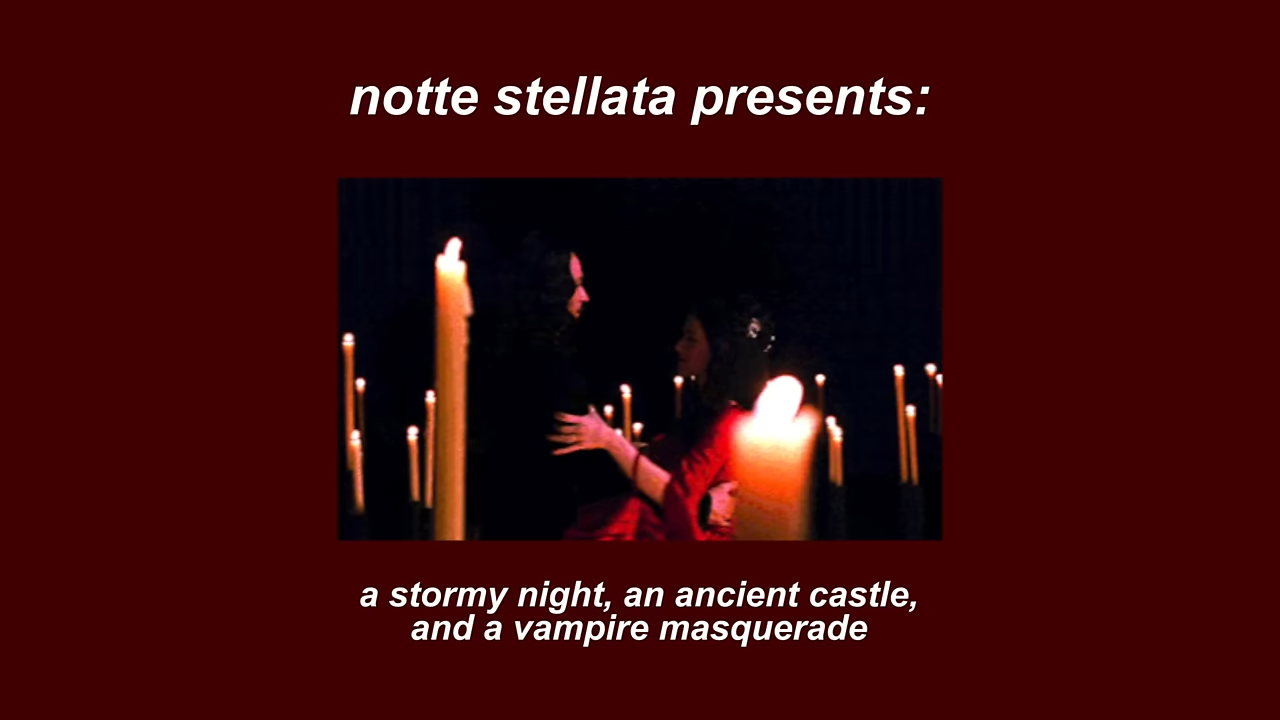 notte stellata presents:
a stormy night, an ancient castle,
and a vampire masquerade